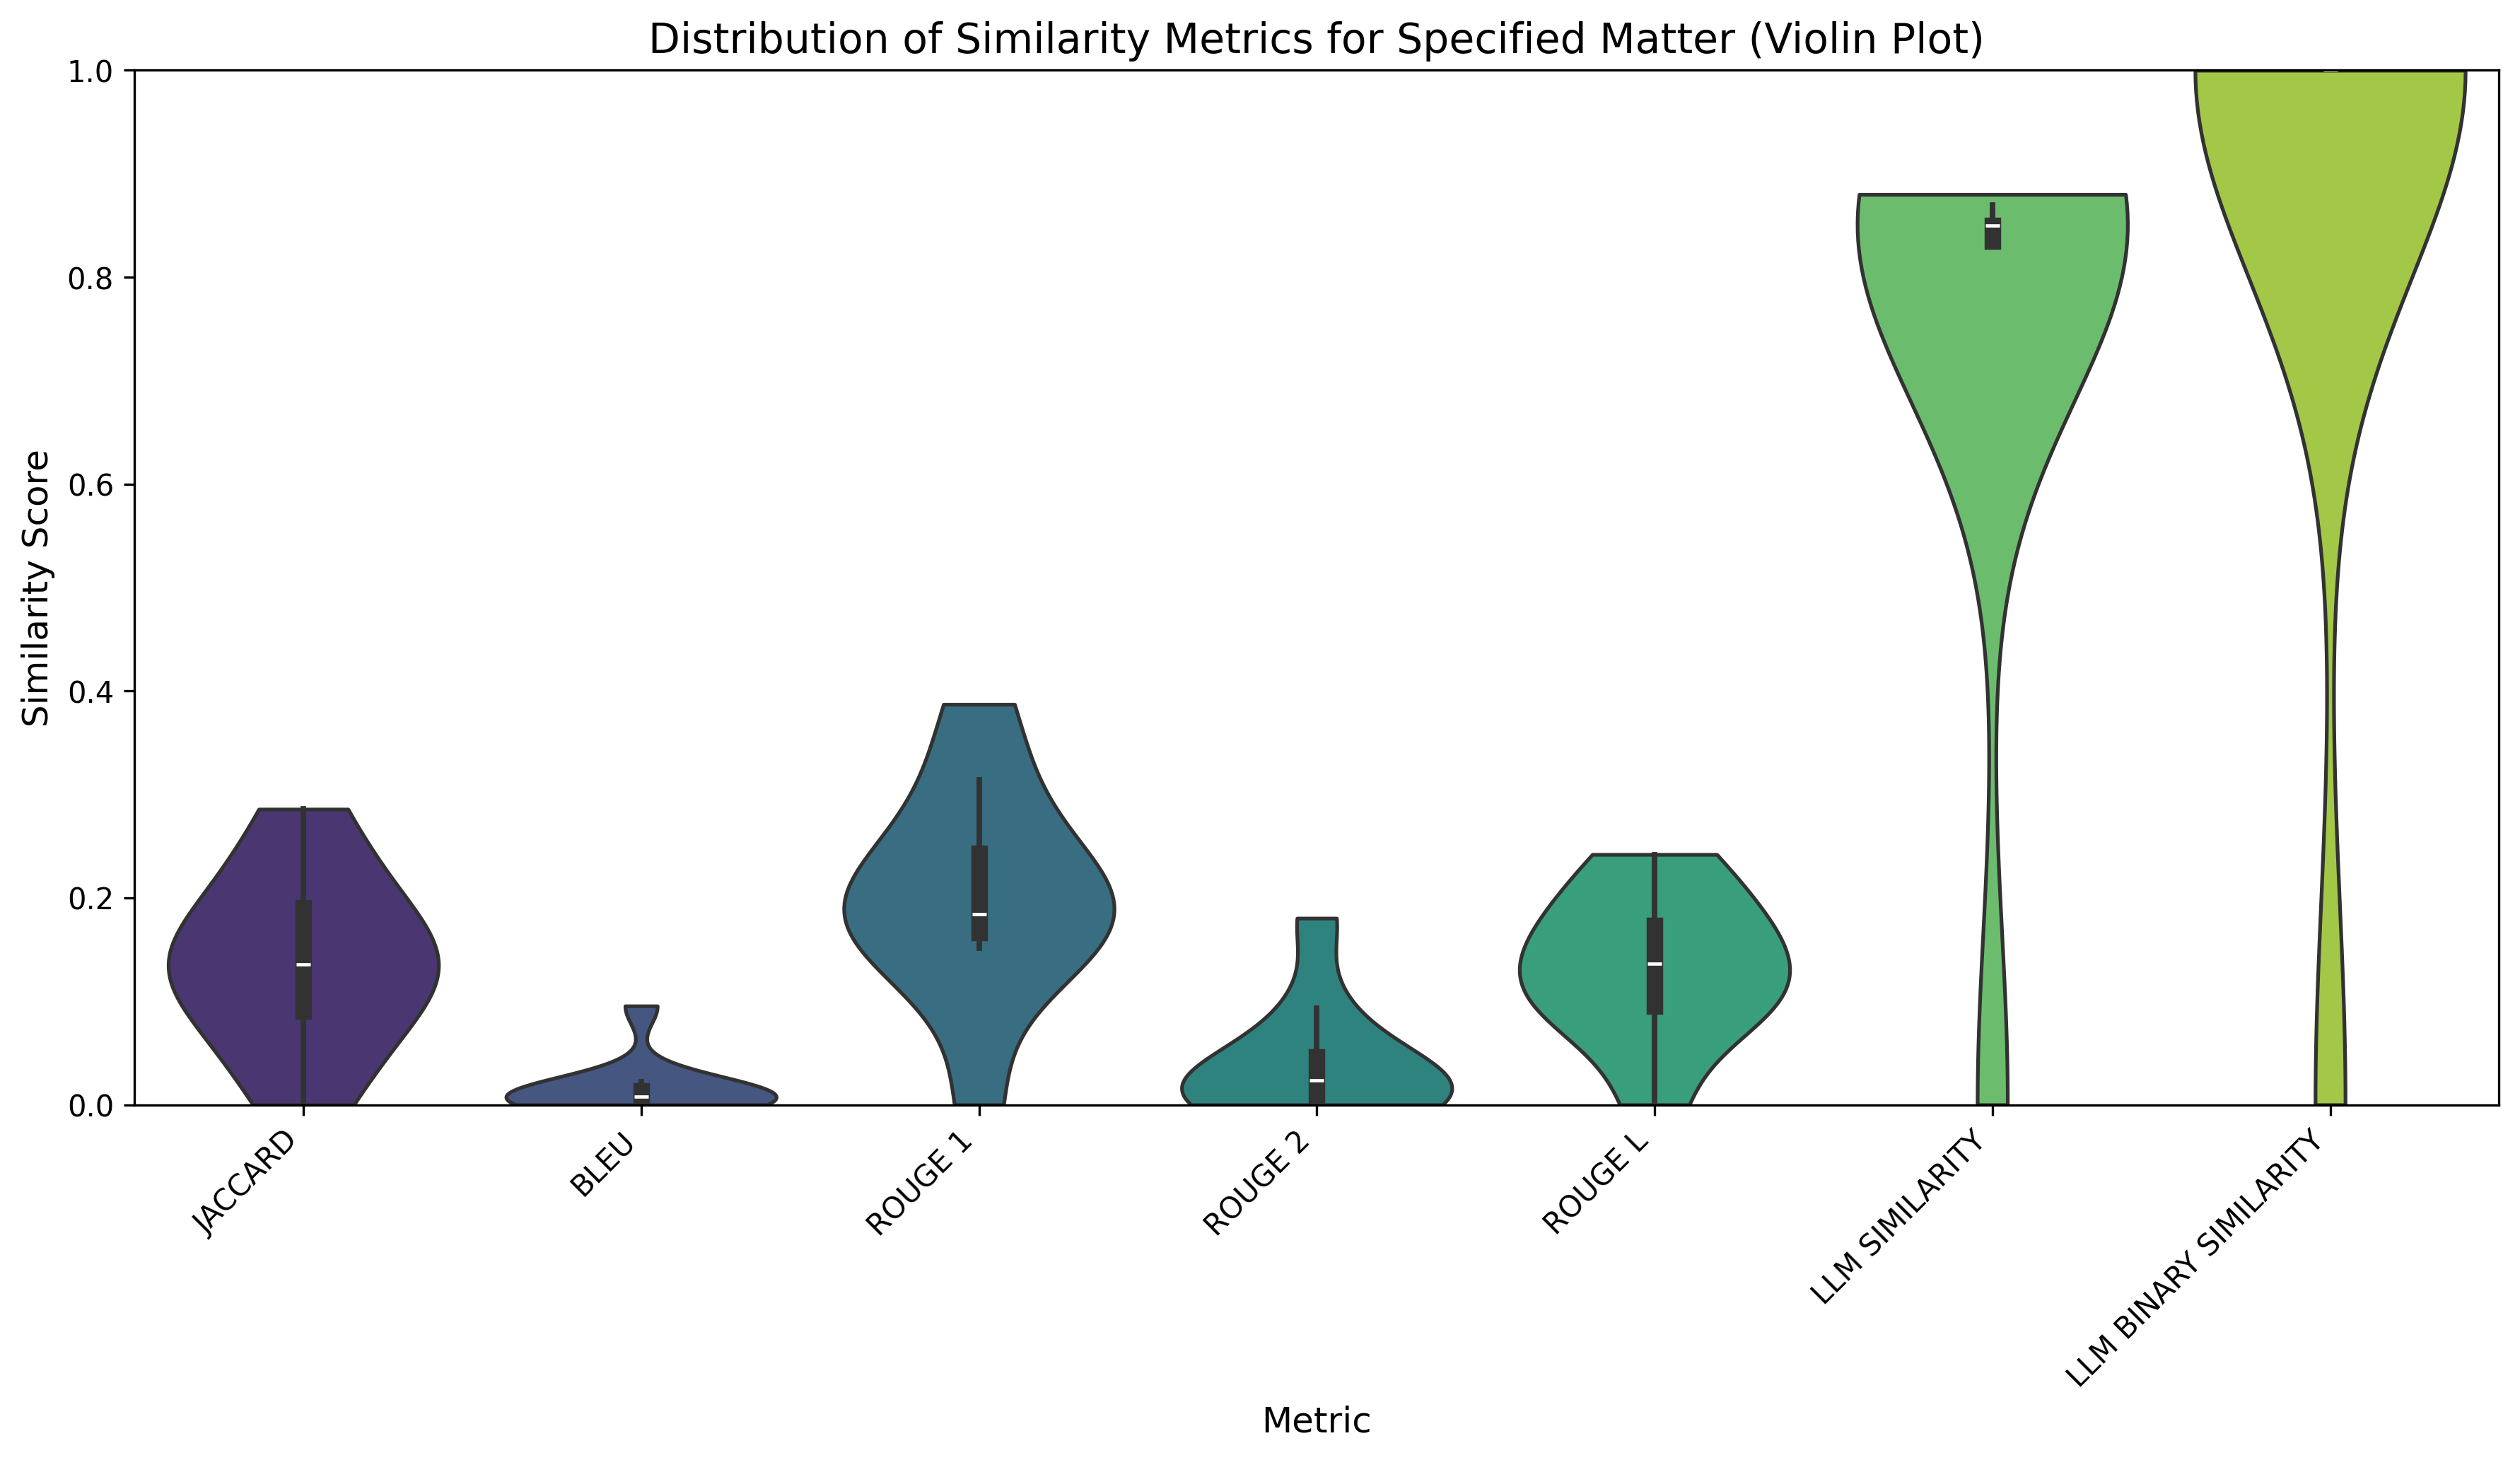 Distribution of Similarity Metrics for Specified Matter (Violin Plot)
Similarity Score
1.0
0.8
0.6
0.4
0.2
0.0
JACCARD
BLEU
ROUGE 1
ROUGE 2
ROUGE L
LLM SIMILARITY
LLM BINARY SIMILARITY
Metric